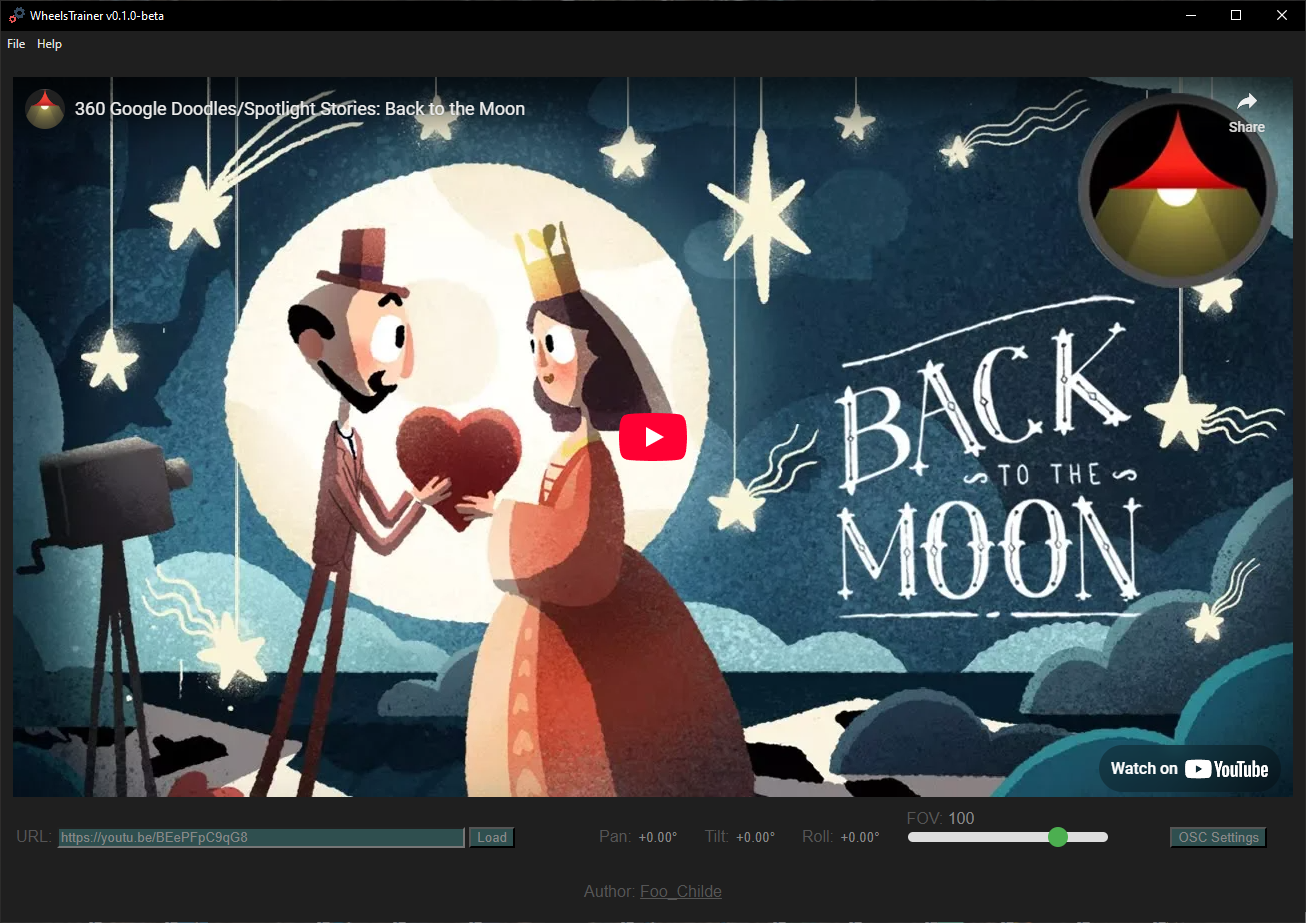 WheelsTrainer v0.1.0-beta
File Help
360 Google Doodles/Spotlight Stories: Back to the Moon
Share
BACK
TO THE
MOON
Watch on YouTube
URL: https://youtu.be/BEePFpC9qG8 Load Pan: +0.00° Tilt: +0.00° Roll: +0.00° FOV: 100 OSC Settings
Author: Foo_Childe